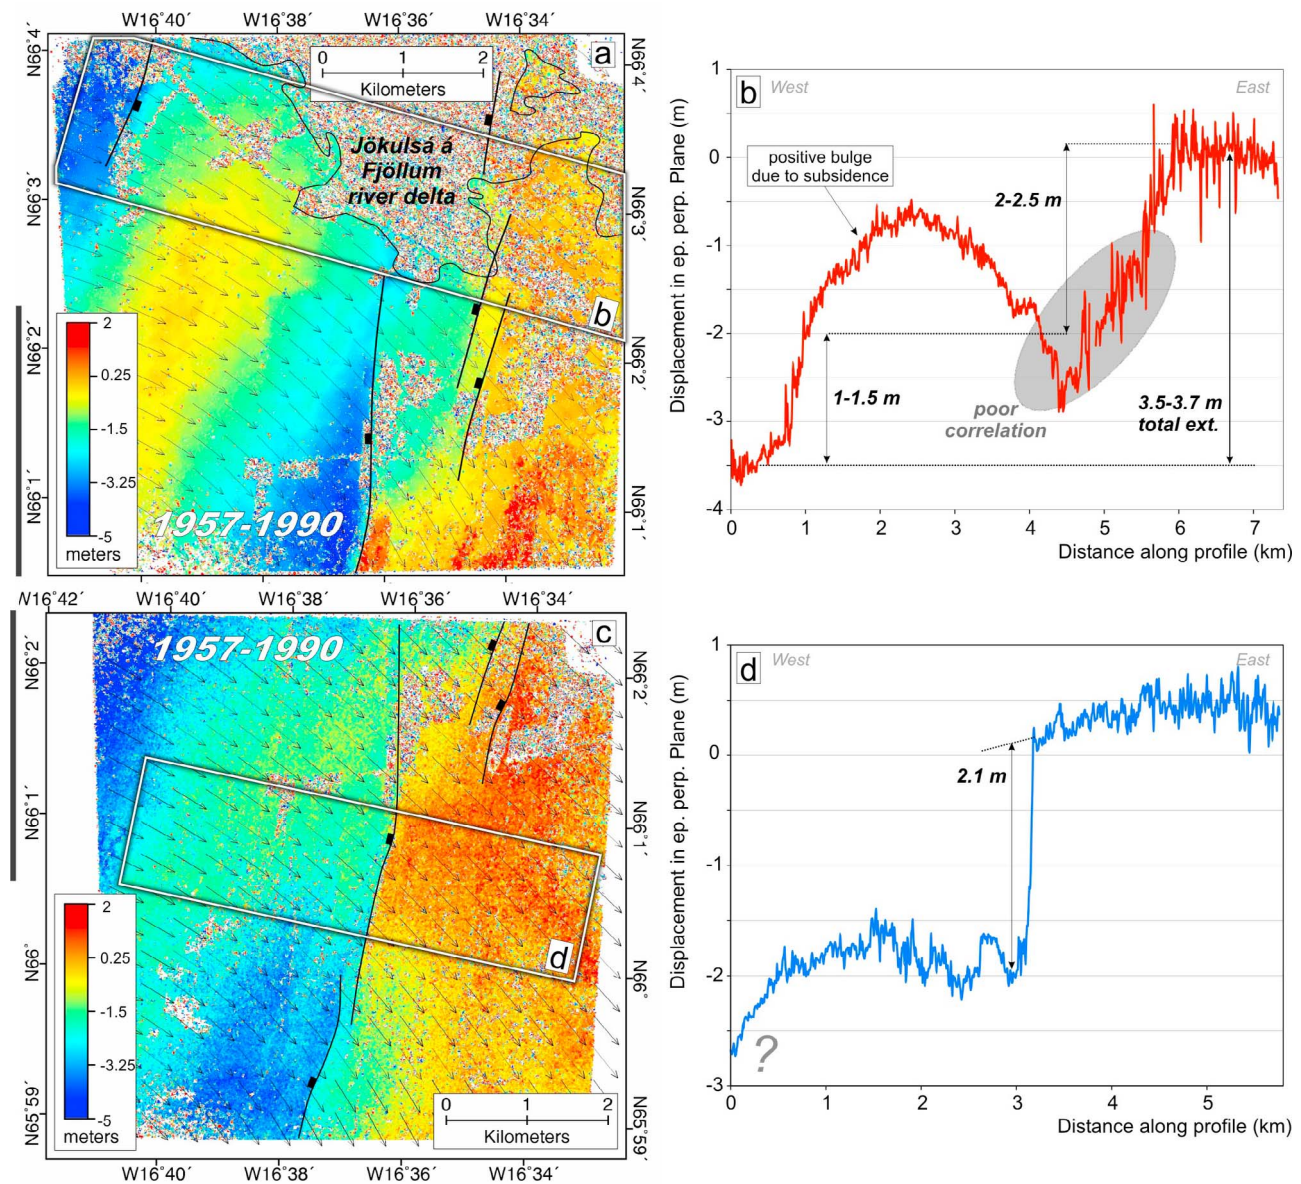 W16°40´ W16°38´ W16°36´ W16°34´
a
N66°4´
N66°3´
N66°2´
N66°1´
N66°4´
N66°3´
N66°2´
N66°1´
0 1 2
Kilometers
Jökulsá á
Fjöllum
river delta
b
2
0.25
-1.5
-3.25
-5
meters
1957-1990
b
West
East
Displacement in ep. perp. Plane (m)
1
0
-1
-2
-3
-4
positive bulge
due to subsidence
2-2.5 m
1-1.5 m
poor
correlation
3.5-3.7 m
total ext.
0 1 2 3 4 5 6 7
Distance along profile (km)
W16°42´ W16°40´ W16°38´ W16°36´ W16°34´
1957-1990
c
N66°2´
N66°1´
N66°
N65°59´
N66°2´
N66°1´
N66°
N65°59´
d
2
0.25
-1.5
-3.25
-5
meters
0 1 2
Kilometers
W16°40´ W16°38´ W16°36´ W16°34´
d
West
East
Displacement in ep. perp. Plane (m)
1
0
-1
-2
-3
2.1 m
?
0 1 2 3 4 5
Distance along profile (km)